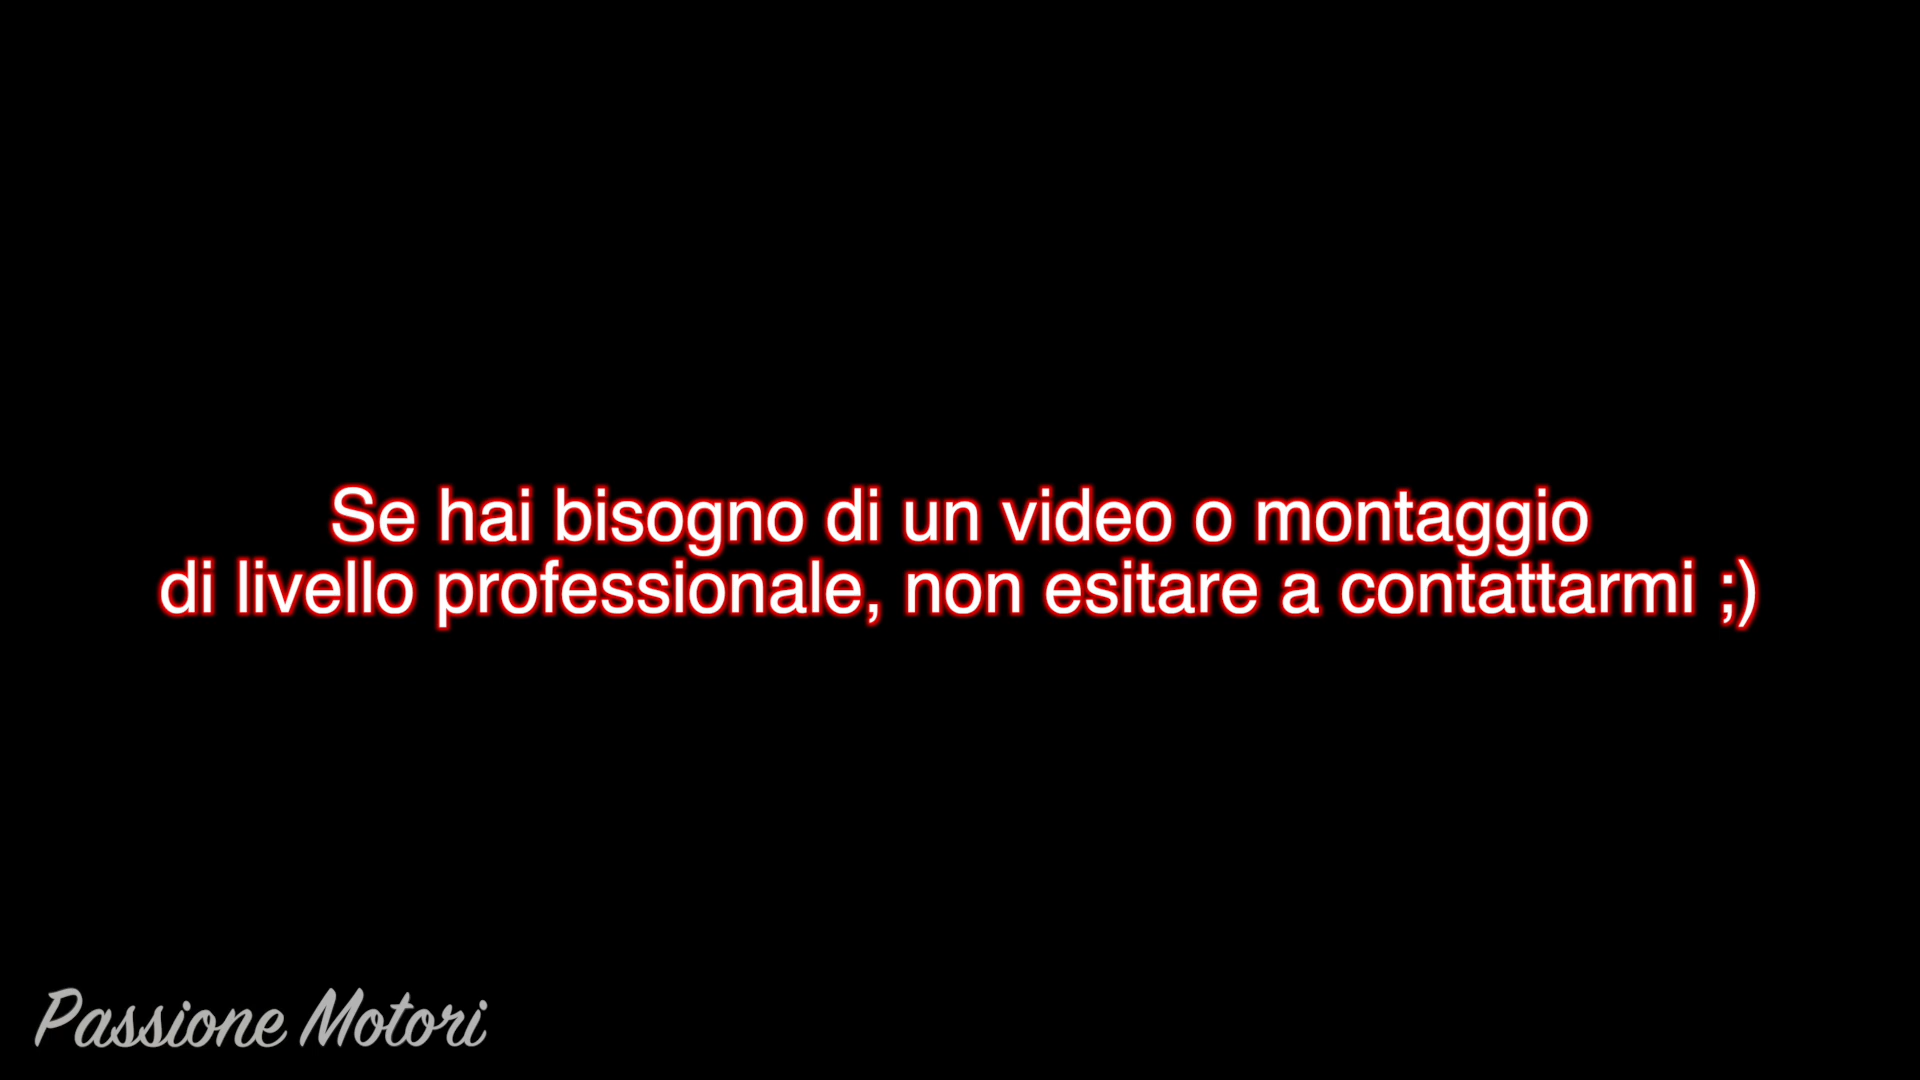 Se hai bisogno di un video o montaggio
di livello professionale, non esitare a contattarmi ;)
Passione Motori